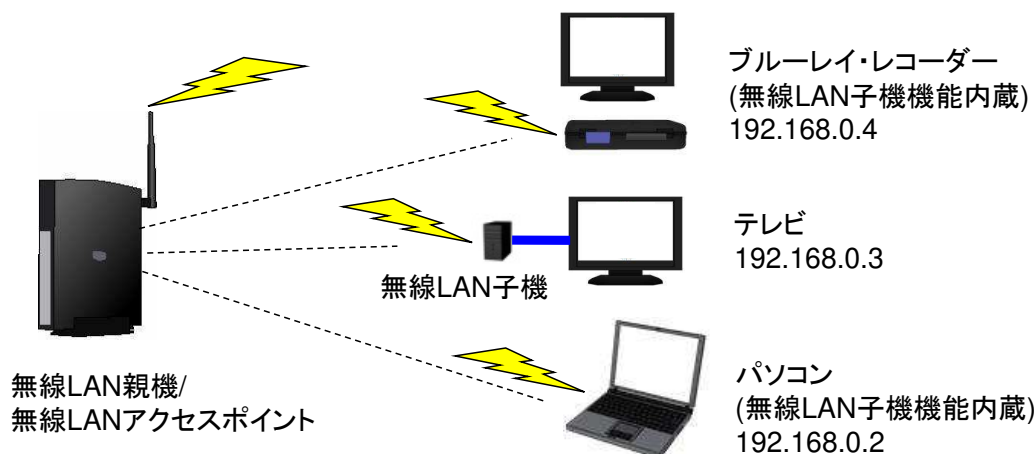 ブルーレイ・レコーダー
(無線LAN子機機能内蔵)
192.168.0.4
テレビ
192.168.0.3
無線LAN子機
無線LAN親機/
無線LANアクセスポイント
パソコン
(無線LAN子機機能内蔵)
192.168.0.2